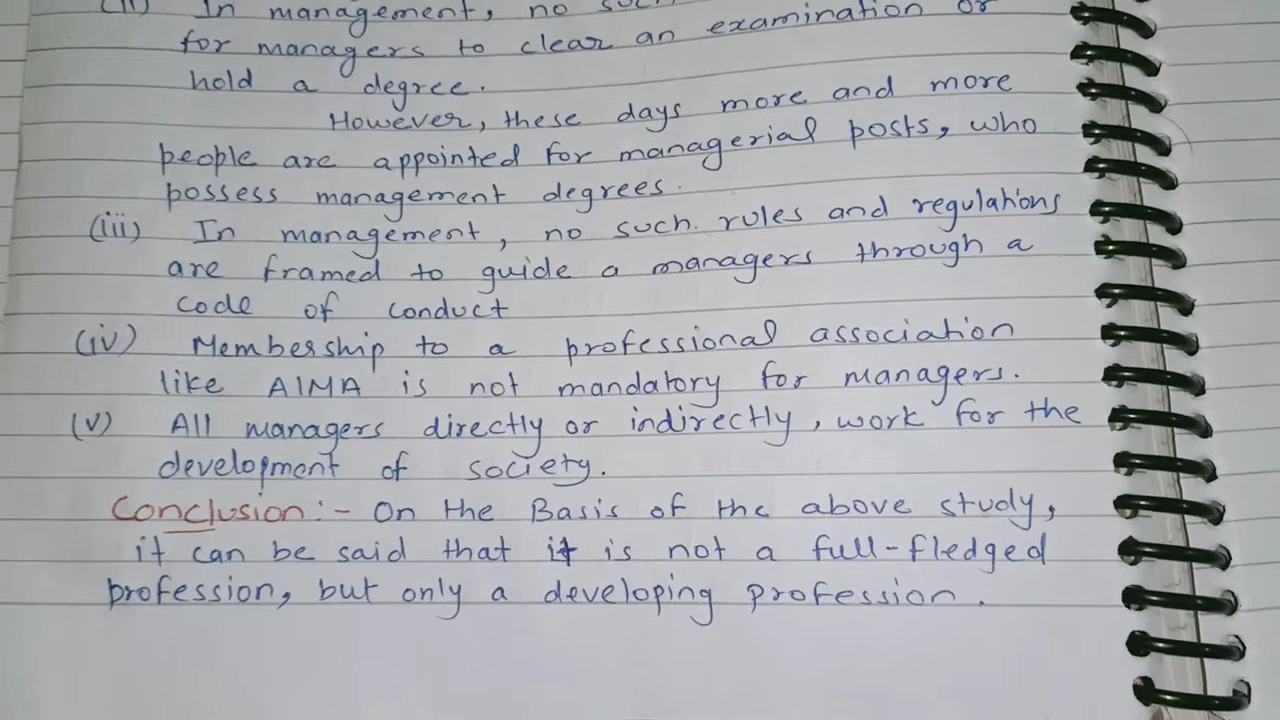 (ii) In management, no such
for managers to clear an examination or
hold a degree.
However, these days more and more
people are appointed for managerial posts, who
possess management degrees.
(iii) In management, no such. rules and regulations
are framed to guide a managers through a
code of conduct
(iv) Membership to a professional association
like AIMA is not mandatory for managers.
(v) All managers directly or indirectly, work for the
development of society.
Conclusion:- On the Basis of the above study,
it can be said that it is not a full-fledged
profession, but only a developing profession.